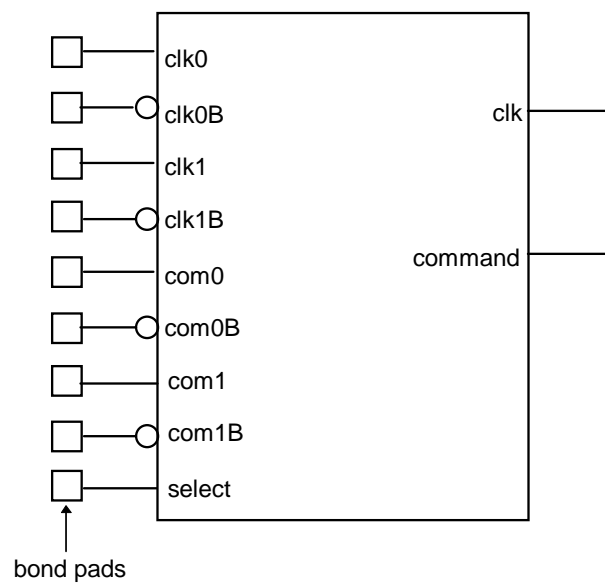 clk0
clk0B
clk
clk1
clk1B
command
com0
com0B
com1
com1B
select
bond pads